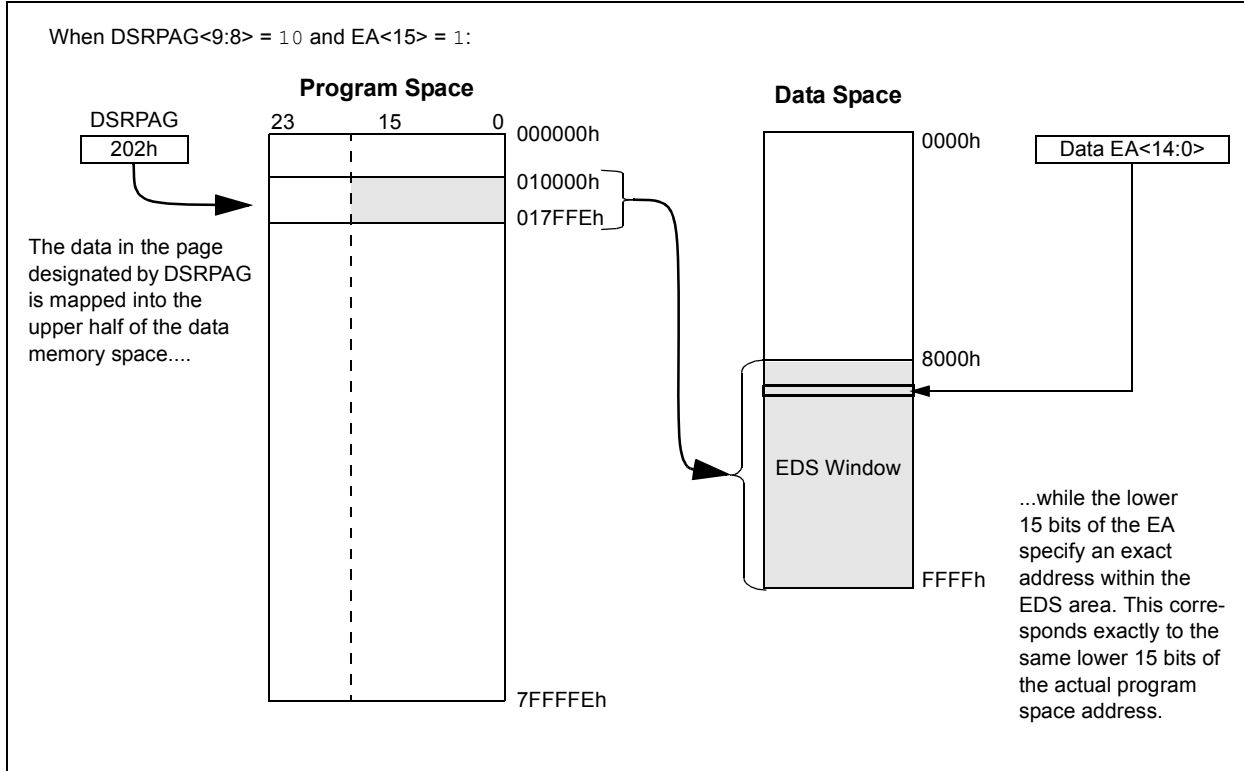 When DSRPAG<9:8> = 10 and EA<15> = 1:
Program Space
Data Space
DSRPAG
202h
23 15 0
000000h
010000h
017FFEh
7FFFFEh
The data in the page
designated by DSRPAG
is mapped into the
upper half of the data
memory space....
0000h
8000h
EDS Window
FFFFh
Data EA<14:0>
...while the lower
15 bits of the EA
specify an exact
address within the
EDS area. This corre-
sponds exactly to the
same lower 15 bits of
the actual program
space address.